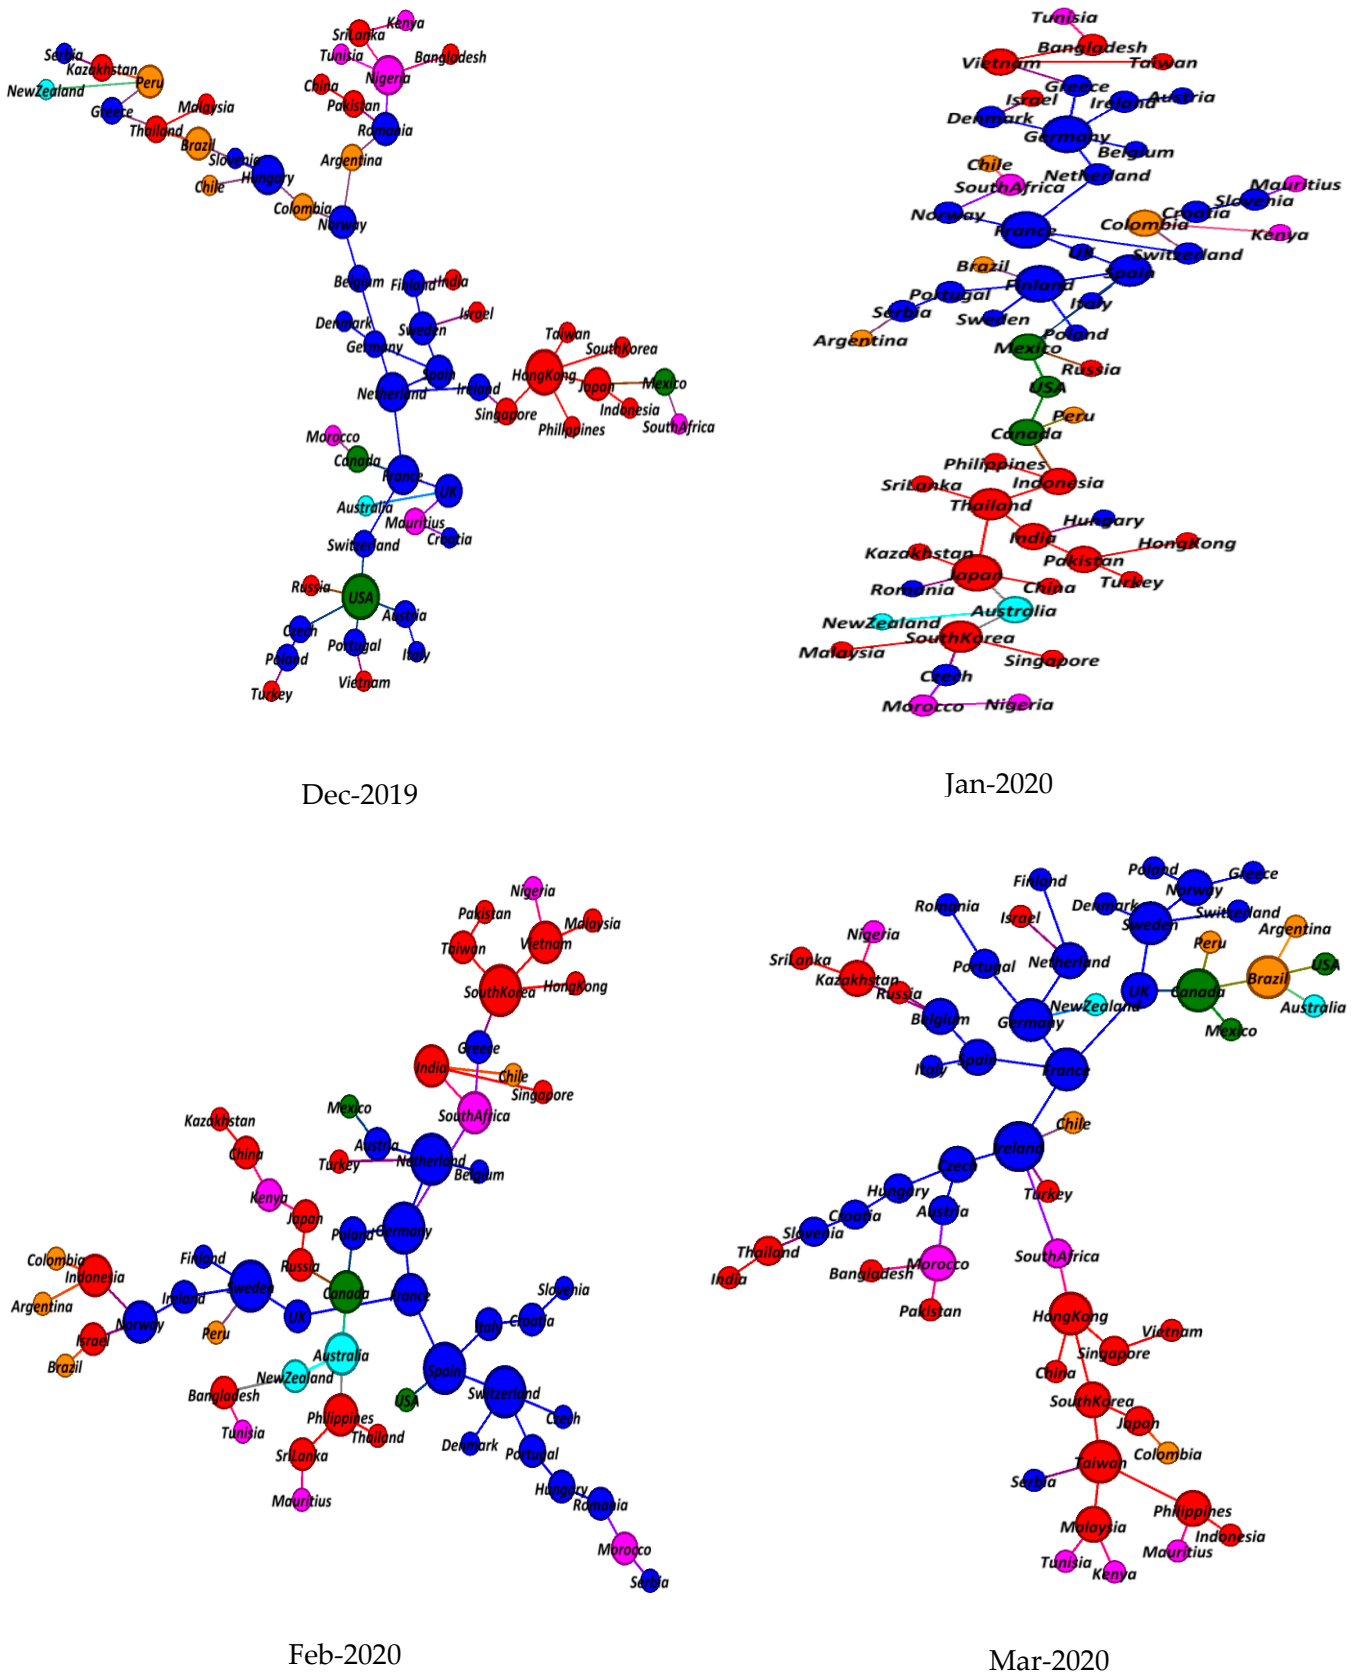 Kenya
SriLanka
Tunisia
Bangladesh
Nigeria
Serbia
Kazakhstan
Peru
NewZealand
China
Pakistan
Greece
Malaysia
Thailand
Romania
Brazil
Slovenia
Argentina
Hungary
Chile
Colombia
Norway
Belgium
Finland
India
Denmark
Sweden
Israel
Germany
Taiwan
SouthKorea
Spain
HongKong
Netherland
Ireland
Japan
Mexico
Singapore
Indonesia
Philippines
SouthAfrica
Morocco
Canada
France
UK
Australia
Mauritius
Croatia
Switzerland
Russia
USA
Austria
Czech
Portugal
Italy
Poland
Turkey
Vietnam
Dec-2019
Tunisia
Bangladesh
Vietnam
Taiwan
Greece
Israel
Ireland
Austria
Denmark
Germany
Belgium
Chile
Netherland
SouthAfrica
Mauritius
Slovenia
Norway
Croatia
Colombia
France
Kenya
UK
Switzerland
Brazil
Spain
Finland
Portugal
Italy
Serbia
Sweden
Poland
Argentina
Mexico
Russia
USA
Peru
Canada
Philippines
Indonesia
SriLanka
Thailand
Hungary
India
HongKong
Kazakhstan
Pakistan
Japan
Turkey
Romania
China
Australia
NewZealand
SouthKorea
Malaysia
Singapore
Czech
Morocco
Nigeria
Jan-2020
Nigeria
Pakistan
Malaysia
Taiwan
Vietnam
SouthKorea
HongKong
Greece
India
Chile
Singapore
Mexico
SouthAfrica
Kazakhstan
Austria
China
Turkey
Netherland
Belgium
Kenya
Japan
Poland
Germany
Colombia
Finland
Russia
Indonesia
Sweden
Canada
France
Slovenia
Argentina
Ireland
UK
Croatia
Norway
Peru
Italy
Israel
Australia
Brazil
NewZealand
Spain
Bangladesh
USA
Switzerland
Philippines
Czech
Tunisia
Thailand
Denmark
SriLanka
Portugal
Hungary
Mauritius
Romania
Morocco
Serbia
Feb-2020
Poland
Greece
Finland
Norway
Romania
Denmark
Switzerland
Israel
Sweden
Argentina
Nigeria
Peru
SriLanka
Portugal
Netherland
USA
Kazakhstan
Russia
UK
Canada
Brazil
NewZealand
Australia
Belgium
Germany
Mexico
Spain
Italy
France
Chile
Ireland
Czech
Hungary
Turkey
Austria
Croatia
Slovenia
Thailand
SouthAfrica
India
Bangladesh
Morocco
Pakistan
HongKong
Vietnam
Singapore
China
SouthKorea
Japan
Colombia
Taiwan
Serbia
Philippines
Malaysia
Indonesia
Mauritius
Tunisia
Kenya
Mar-2020